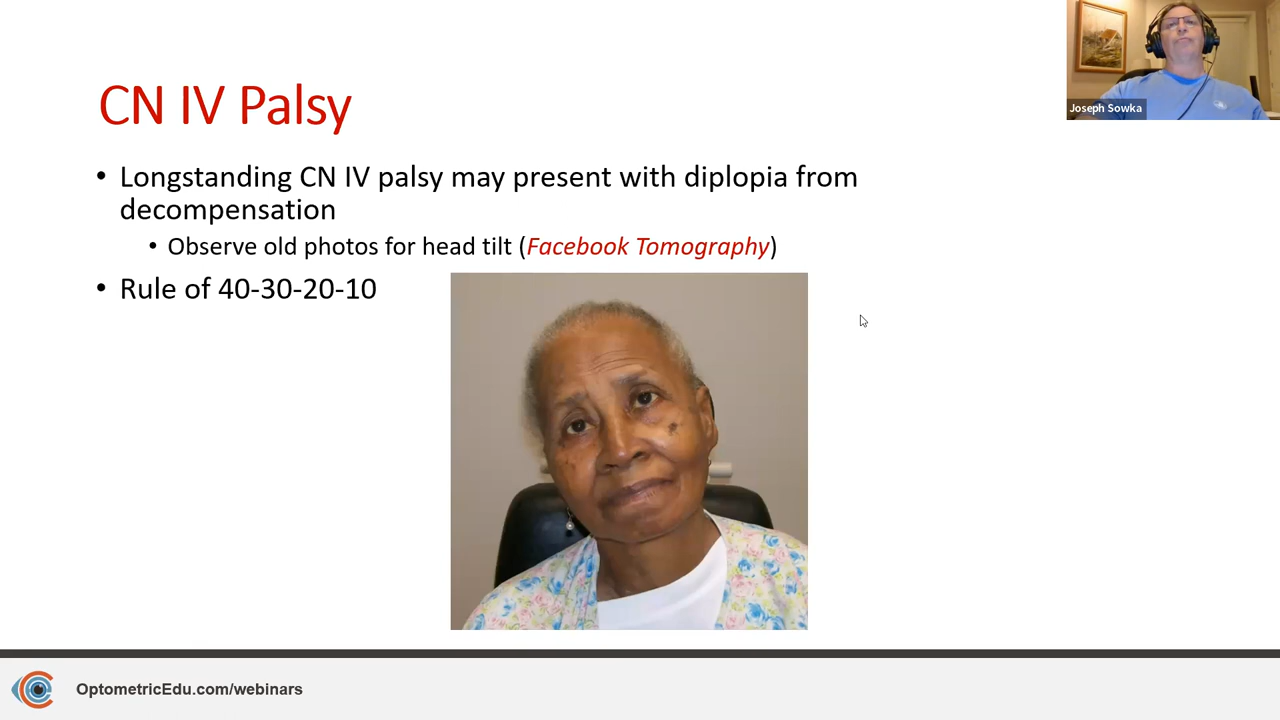 Joseph Sowka
CN IV Palsy
• Longstanding CN IV palsy may present with diplopia from
decompensation
• Observe old photos for head tilt (Facebook Tomography)
• Rule of 40-30-20-10
OptometricEdu.com/webinars